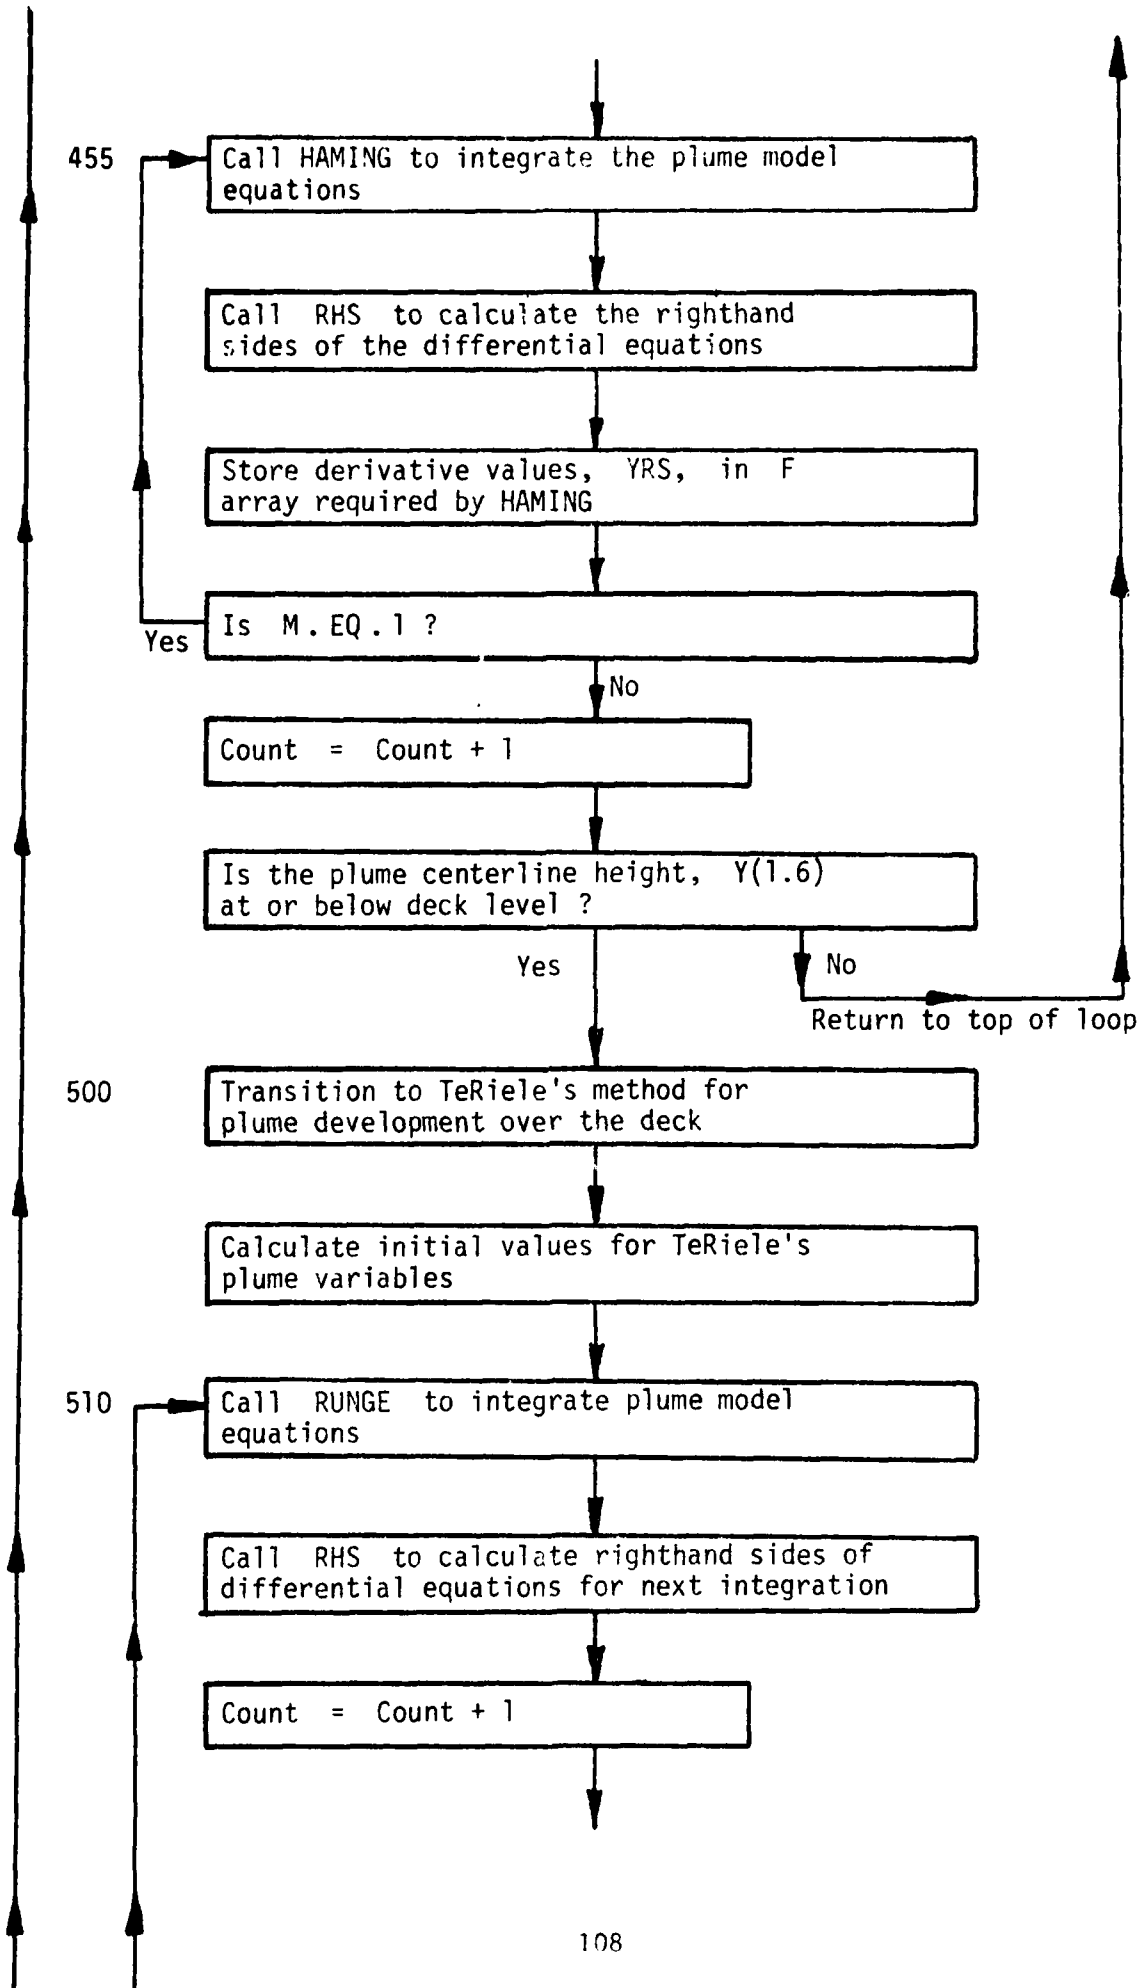 455
Call HAMING to integrate the plume model
equations
Call RHS to calculate the righthand
sides of the differential equations
Store derivative values, YRS, in F
array required by HAMING
Is M.EQ.1 ?
Yes
No
Count = Count + 1
Is the plume centerline height, Y(1.6)
at or below deck level ?
Yes
No
Return to top of loop
500
Transition to TeRiele's method for
plume development over the deck
Calculate initial values for TeRiele's
plume variables
510
Call RUNGE to integrate plume model
equations
Call RHS to calculate righthand sides of
differential equations for next integration
Count = Count + 1
108